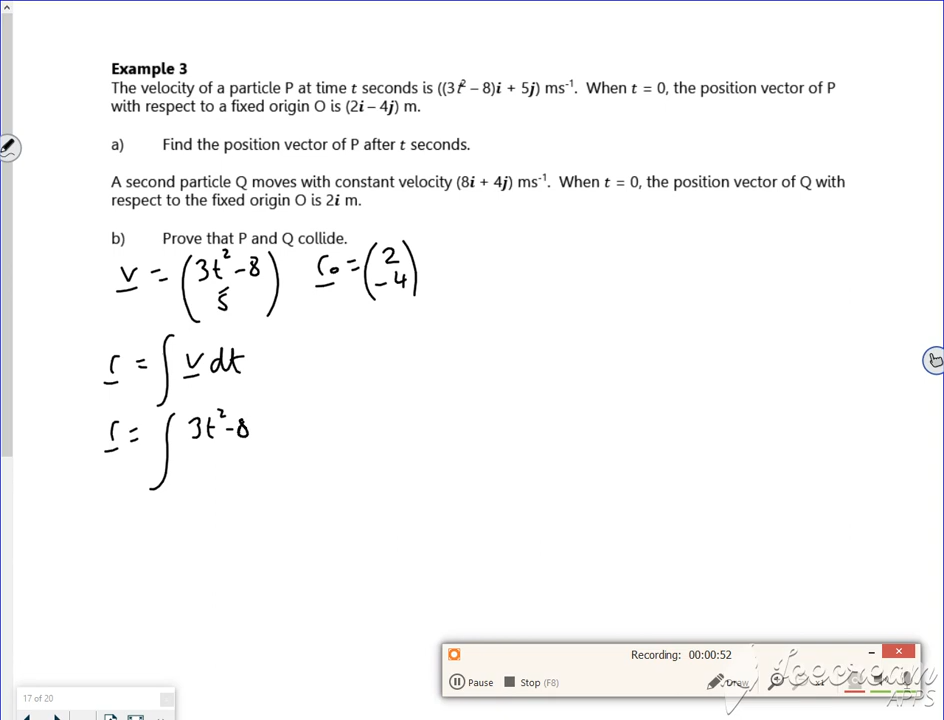 Example 3
The velocity of a particle P at time t seconds is ((3t² – 8)i + 5j) ms⁻¹. When t = 0, the position vector of P
with respect to a fixed origin O is (2i – 4j) m.
a) Find the position vector of P after t seconds.
A second particle Q moves with constant velocity (8i + 4j) ms⁻¹. When t = 0, the position vector of Q with
respect to the fixed origin O is 2i m.
b) Prove that P and Q collide.
v = (3t² - 8
5) r₀ = (2
-4)
r = ∫ v dt
r = ∫ 3t² - 8
Recording: 00:00:52
Pause Stop (F8) Draw
Icecream
APPS
17 of 20